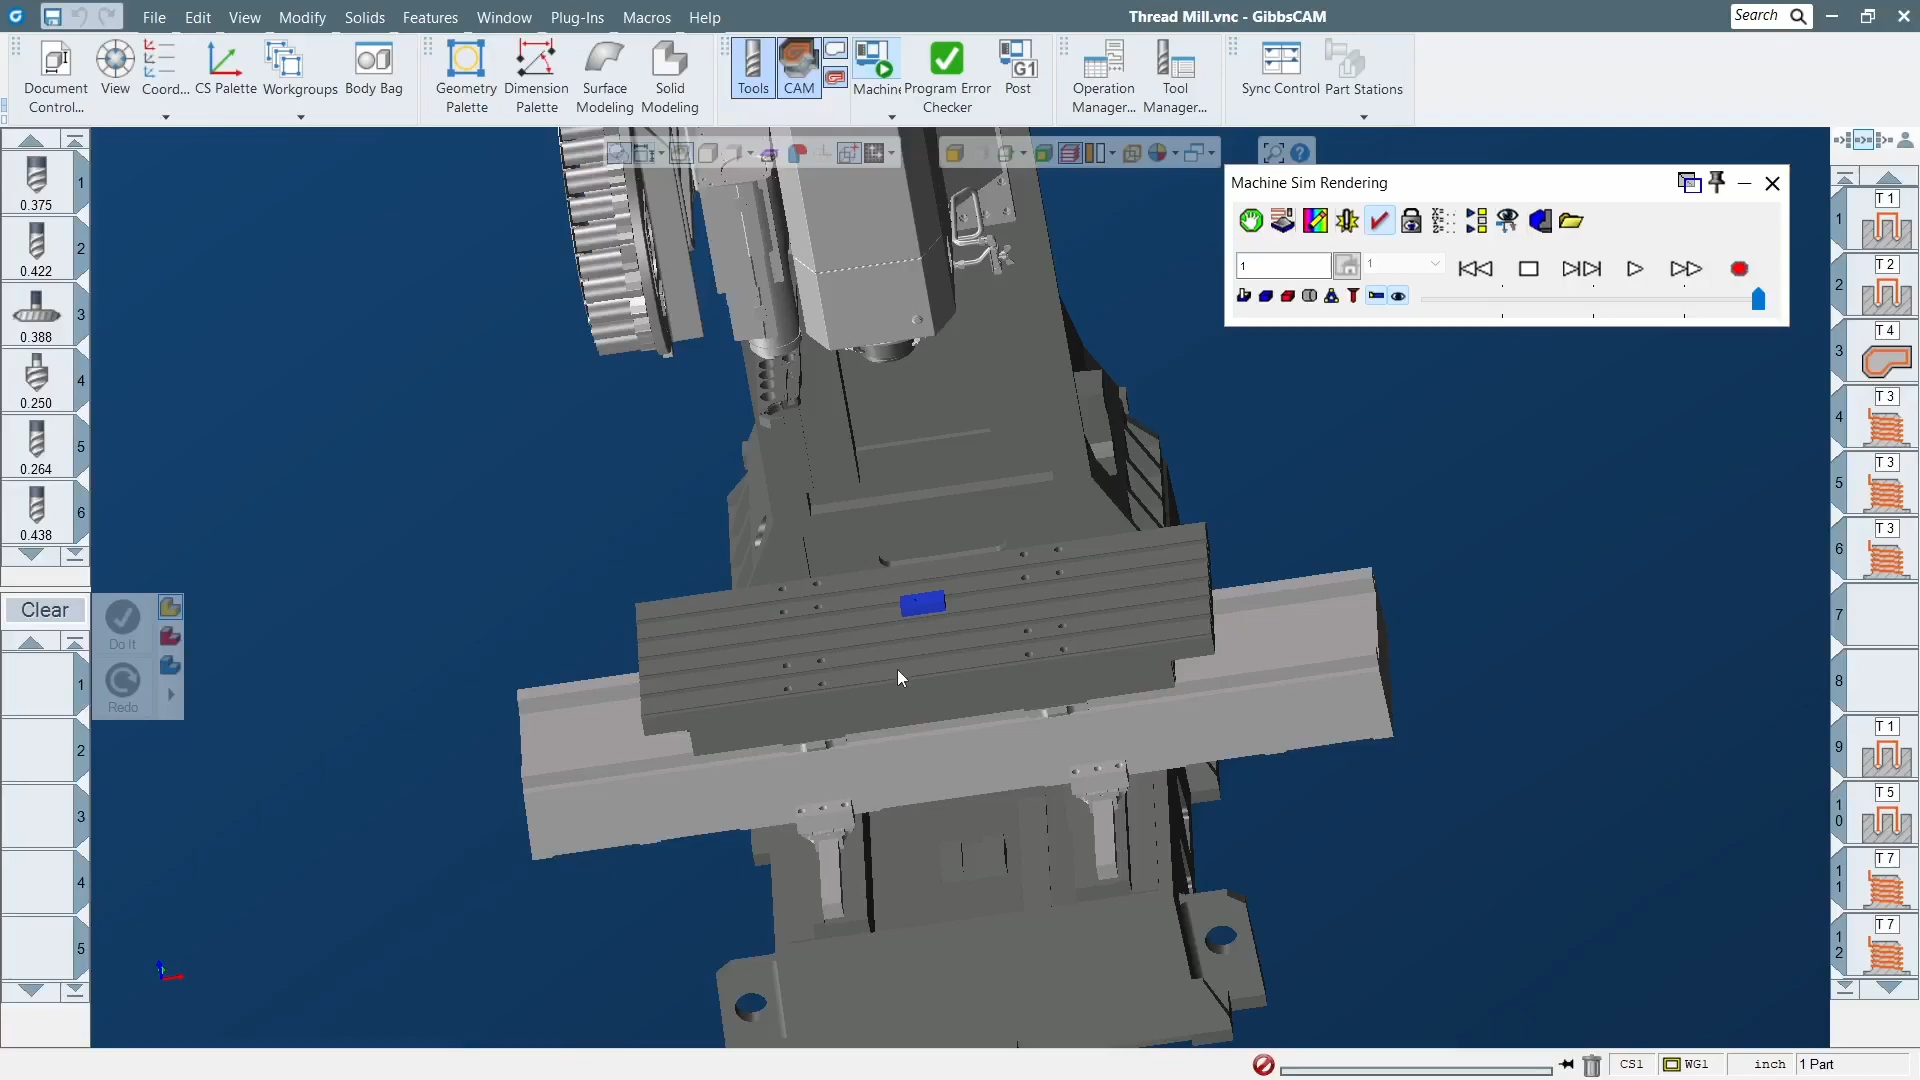 File Edit View Modify Solids Features Window Plug-Ins Macros Help
Thread Mill.vnc - GibbsCAM
Search
Document Control...
View
Coord...
CS Palette
Workgroups
Body Bag
Geometry Palette
Dimension Palette
Surface Modeling
Solid Modeling
Tools
CAM
Machine
Program Error Checker
G1
Post
Operation Manager...
Tool Manager...
Sync Control
Part Stations
1
0.375
2
0.422
3
0.388
4
0.250
5
0.264
6
0.438
Clear
Do It
Redo
1
2
3
4
5
Machine Sim Rendering
1
1
1
T 1
2
T 2
3
T 4
4
T 3
5
T 3
6
T 3
7
8
9
T 1
10
T 5
11
T 7
12
T 7
CS1
WG1
inch
1 Part